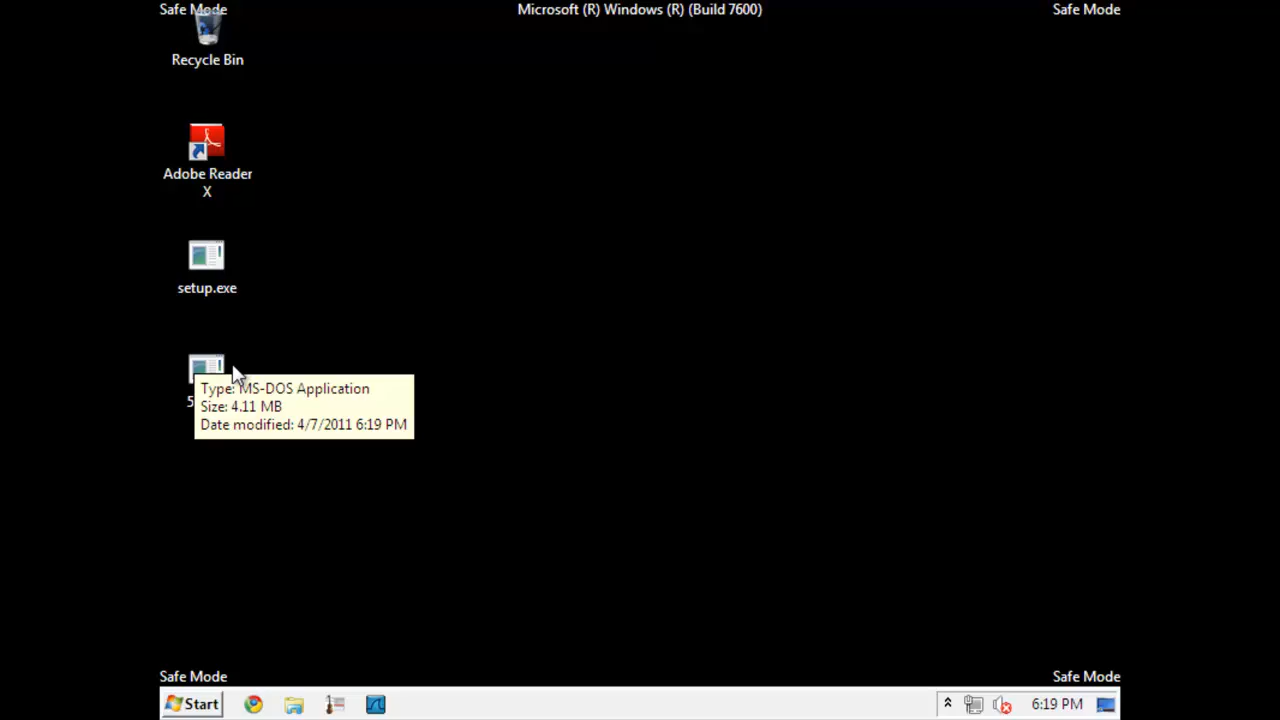 Safe Mode
Microsoft (R) Windows (R) (Build 7600)
Safe Mode
Recycle Bin
Adobe Reader
X
setup.exe
5
Type: MS-DOS Application
Size: 4.11 MB
Date modified: 4/7/2011 6:19 PM
Safe Mode
Safe Mode
Start
6:19 PM